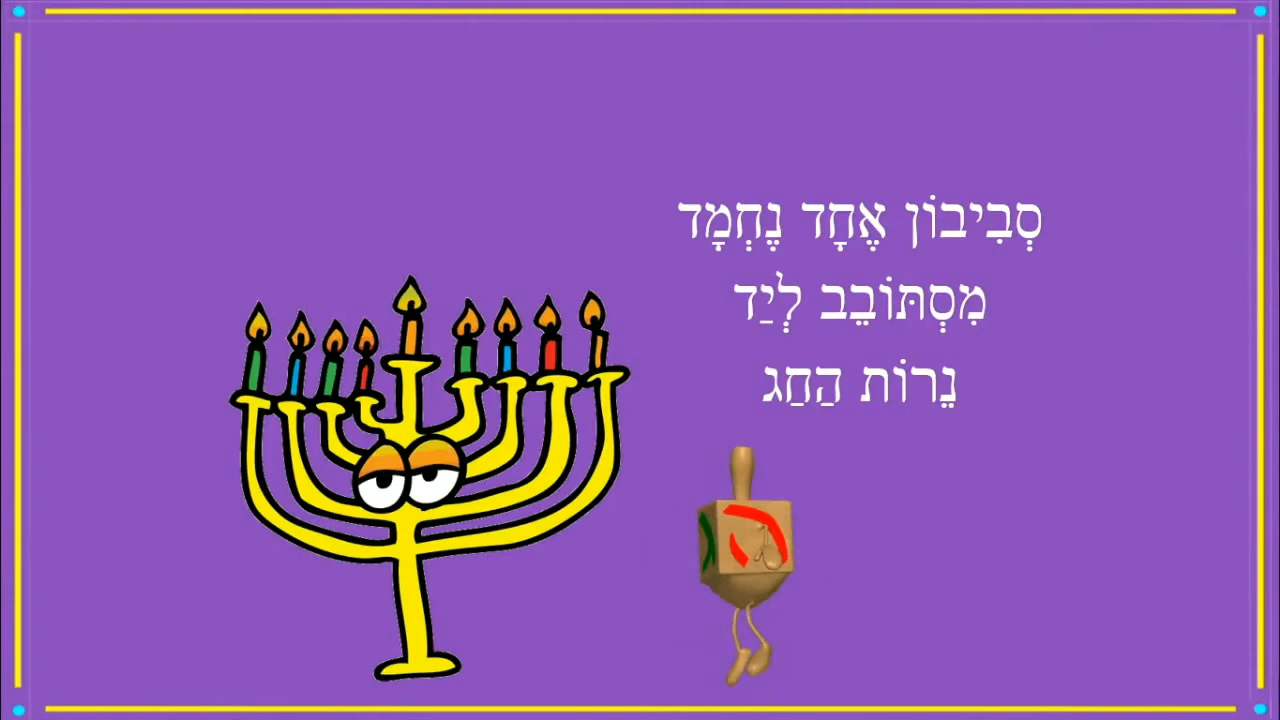 סְבִיבוֹן אֶחָד נֶחְמָד
מִסְתּוֹבֵב לְיַד
נֵרוֹת הַחַג
ה